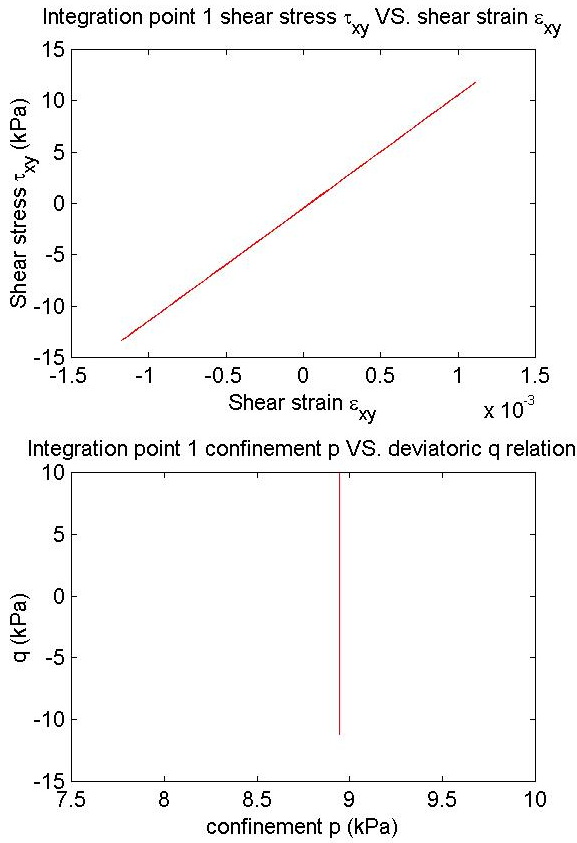 Integration point 1 shear stress τxy VS. shear strain εxy
15
10
5
0
-5
-10
-15
Shear stress τxy (kPa)
-1.5 -1 -0.5 0 0.5 1 1.5
Shear strain εxy
x 10-3
Integration point 1 confinement p VS. deviatoric q relation
10
5
0
-5
-10
-15
q (kPa)
7.5 8 8.5 9 9.5 10
confinement p (kPa)